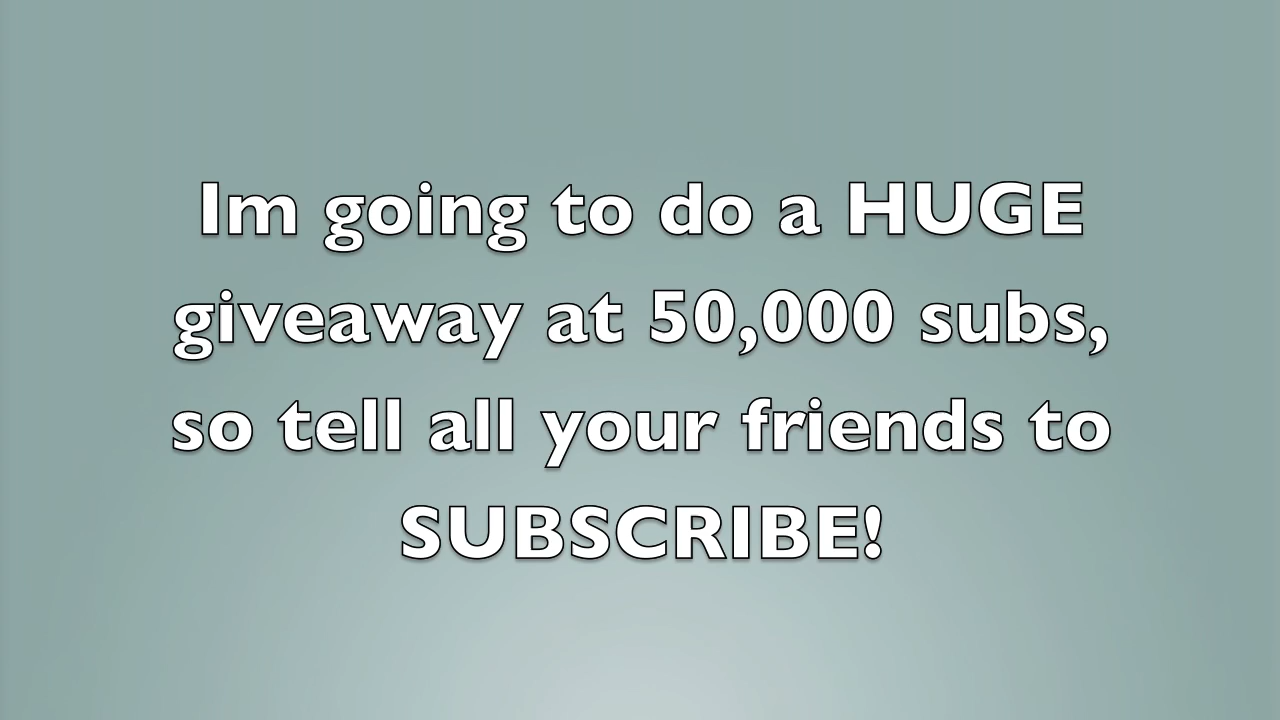 Im going to do a HUGE
giveaway at 50,000 subs,
so tell all your friends to
SUBSCRIBE!